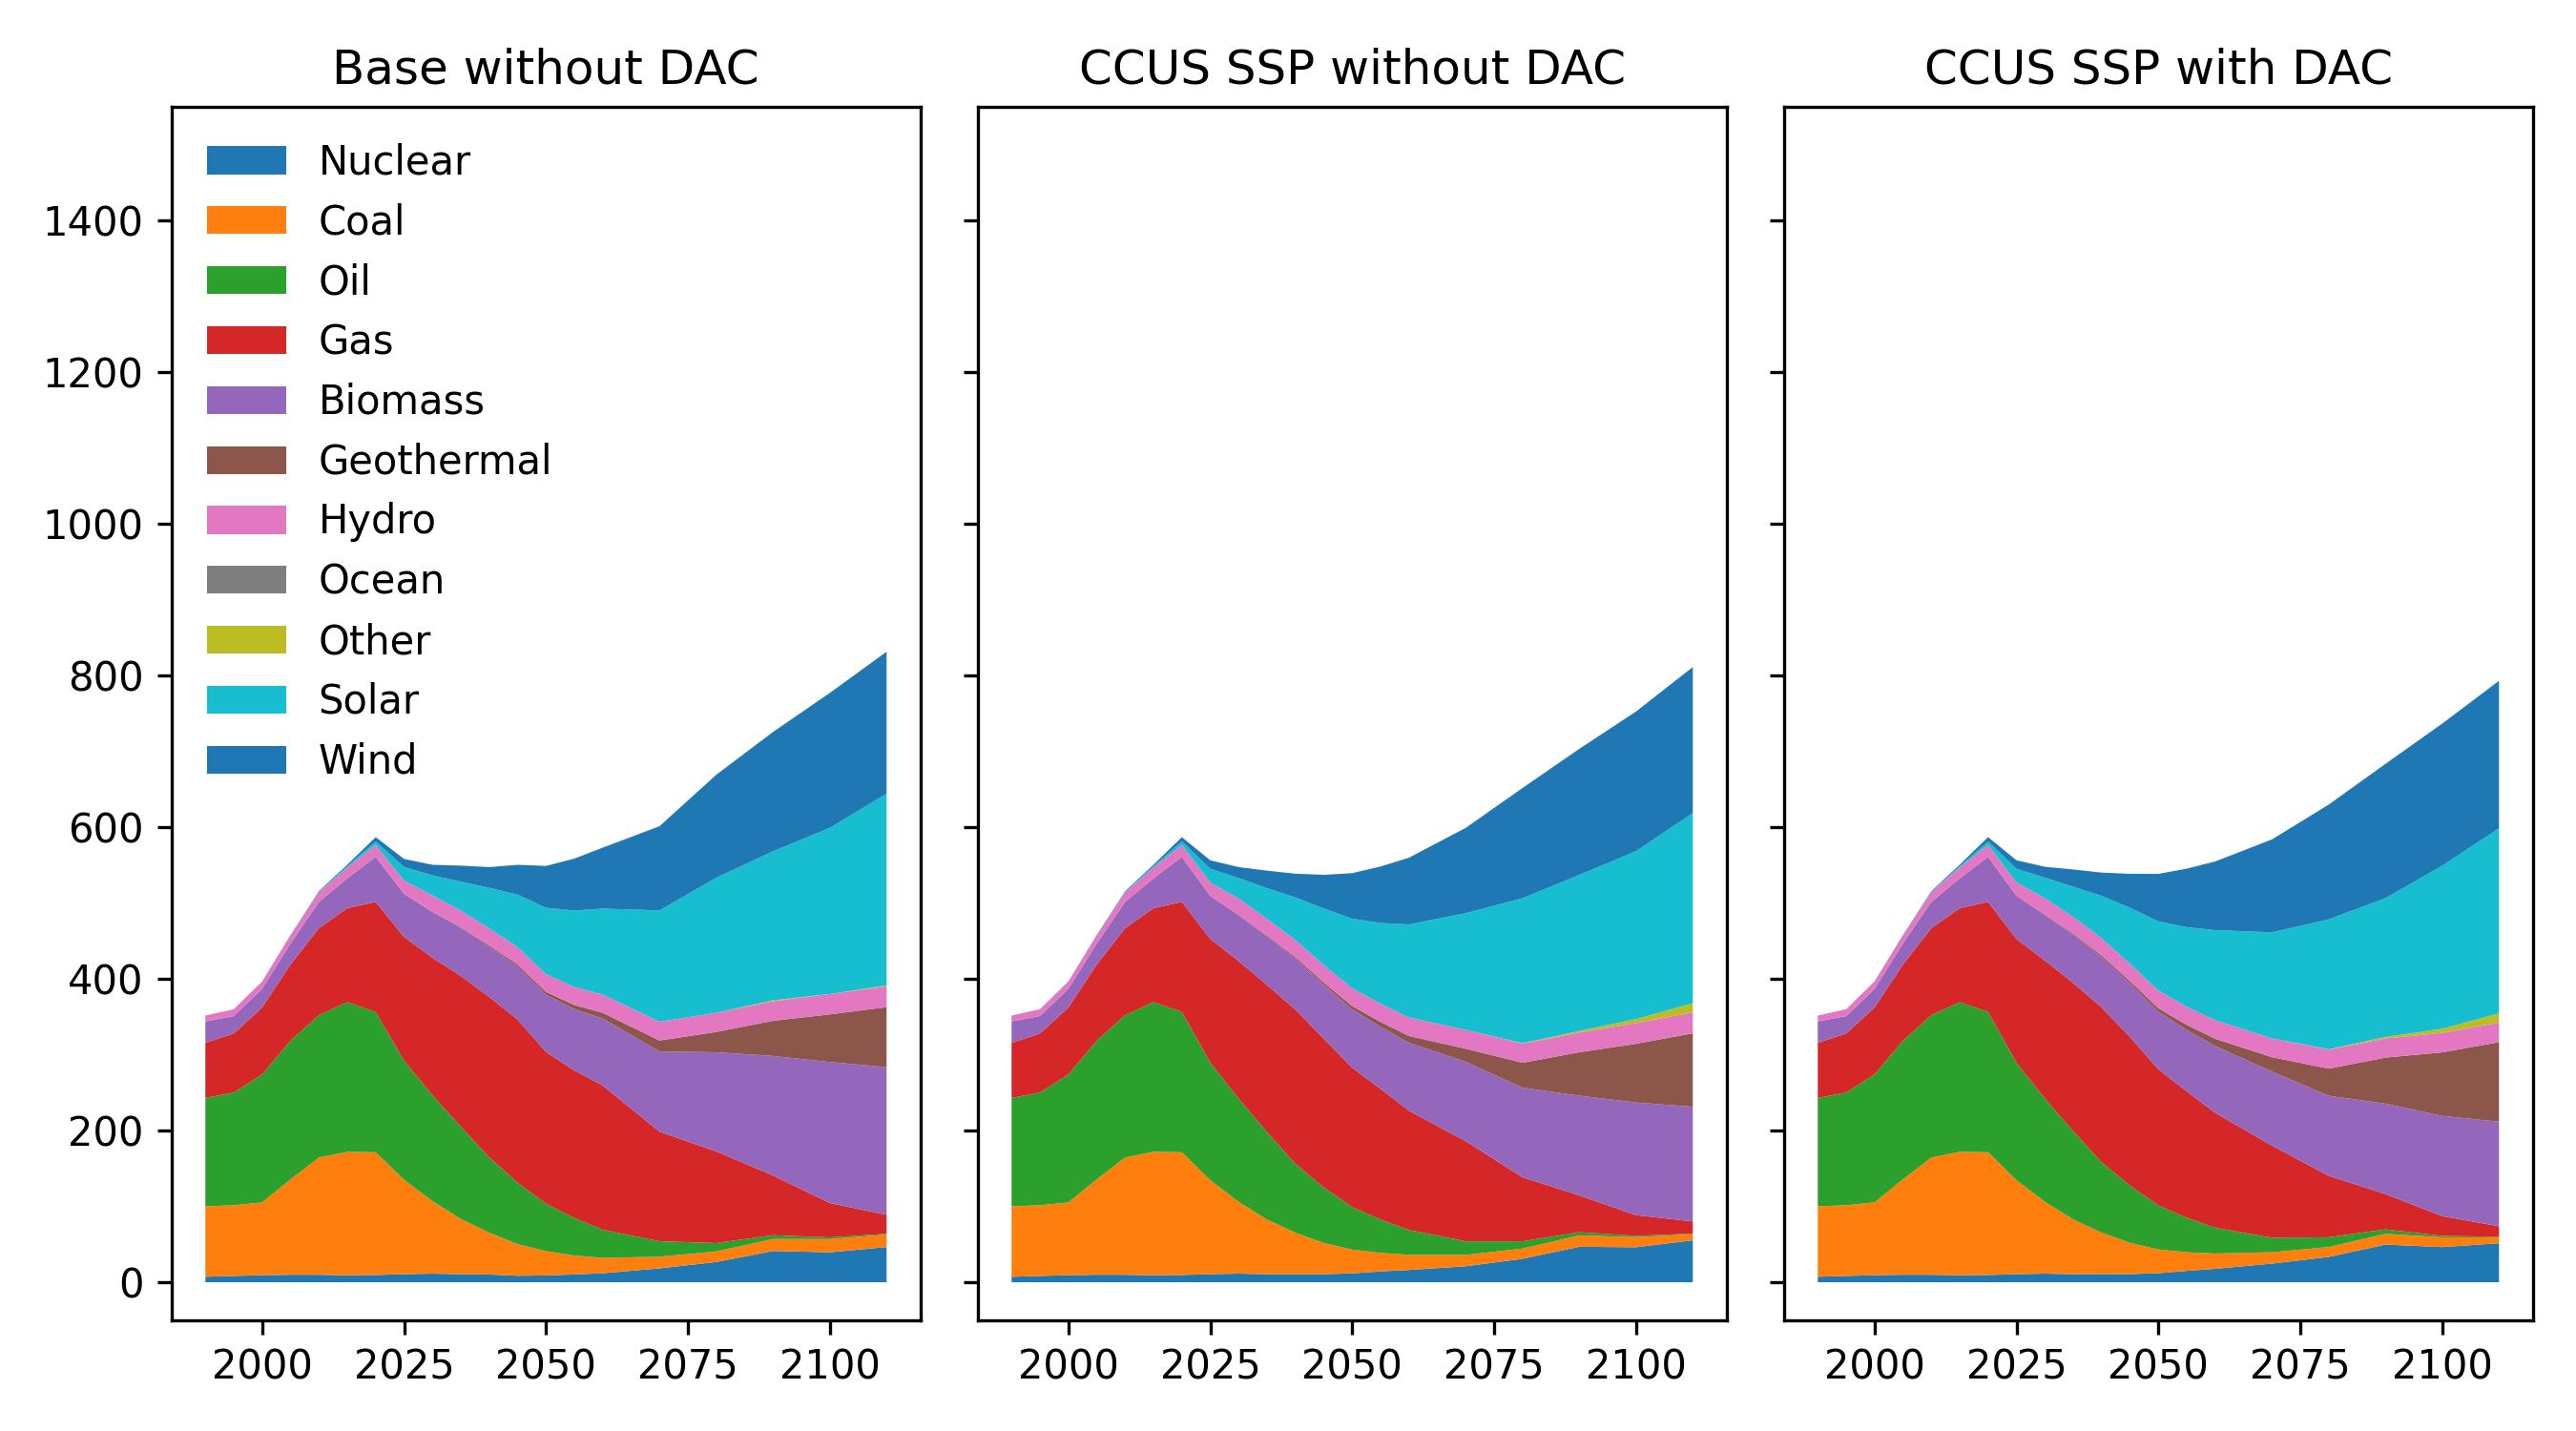 Base without DAC
CCUS SSP without DAC
CCUS SSP with DAC
Nuclear
Coal
Oil
Gas
Biomass
Geothermal
Hydro
Ocean
Other
Solar
Wind
1400
1200
1000
800
600
400
200
0
2000 2025 2050 2075 2100
2000 2025 2050 2075 2100
2000 2025 2050 2075 2100